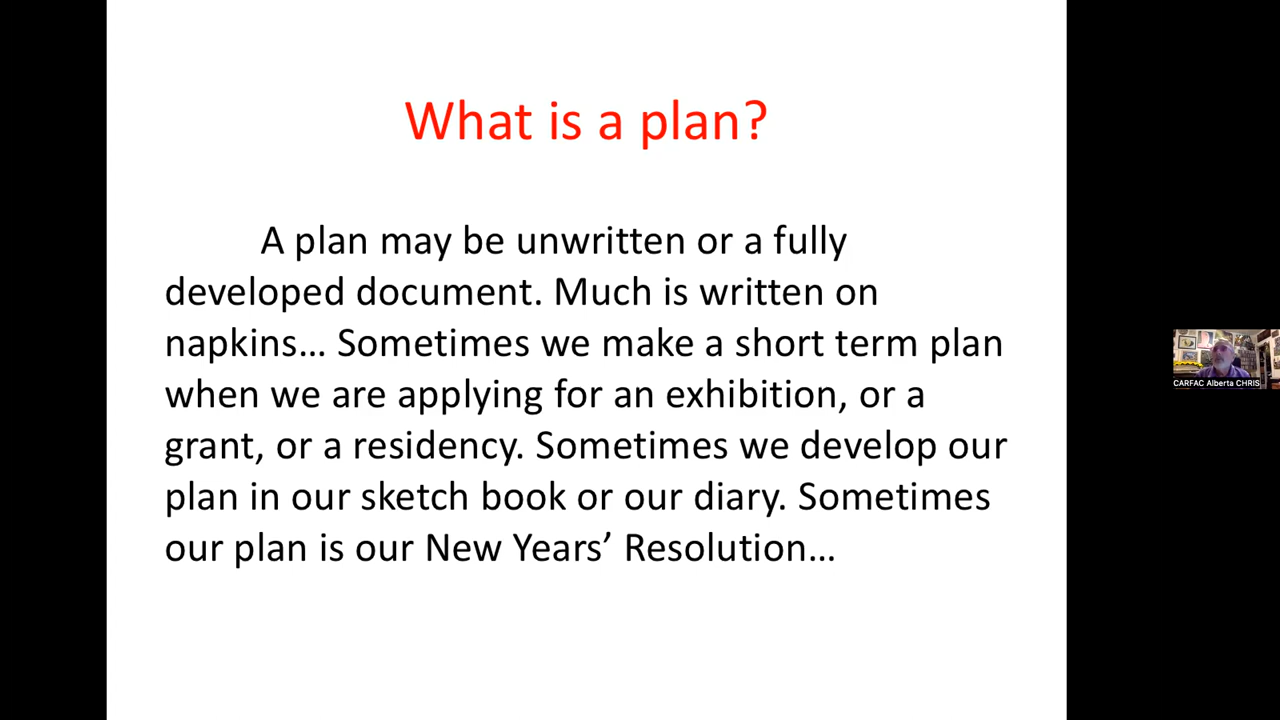 What is a plan?
A plan may be unwritten or a fully
developed document. Much is written on
napkins… Sometimes we make a short term plan
when we are applying for an exhibition, or a
grant, or a residency. Sometimes we develop our
plan in our sketch book or our diary. Sometimes
our plan is our New Years’ Resolution…
CARFAC Alberta CHRIS